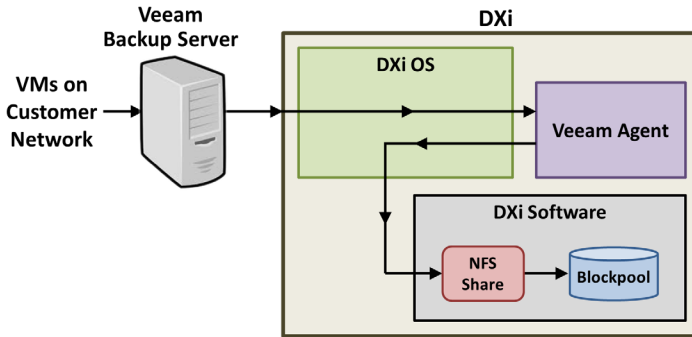 Veeam
Backup Server
VMs on
Customer
Network
DXi
DXi OS
Veeam Agent
DXi Software
NFS
Share
Blockpool